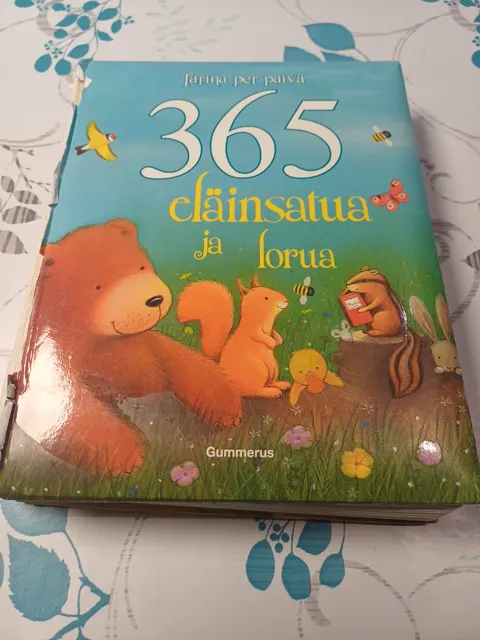 Tarina per päivä
365
eläinsatua
ja lorua
Gummerus